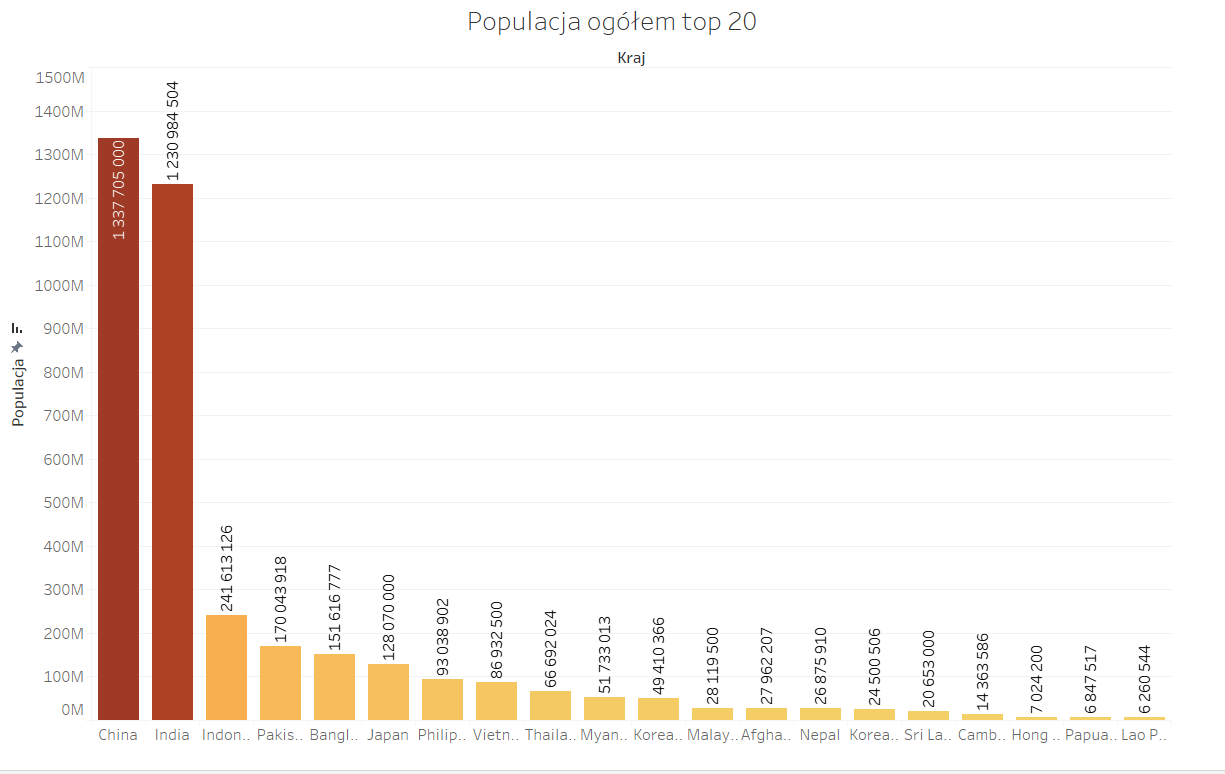 Populacja ogółem top 20
Kraj
Populacja
1500M
1400M
1300M
1200M
1100M
1000M
900M
800M
700M
600M
500M
400M
300M
200M
100M
0M
1 337 705 000
1 230 984 504
241 613 126
170 043 918
151 616 777
128 070 000
93 038 902
86 932 500
66 692 024
51 733 013
49 410 366
28 119 500
27 962 207
26 875 910
24 500 506
20 653 000
14 363 586
7 024 200
6 847 517
6 260 544
China India Indon.. Pakis.. Bangl.. Japan Philip.. Vietn.. Thaila.. Myan.. Korea.. Malay.. Afgha.. Nepal Korea.. Sri La.. Camb.. Hong .. Papua.. Lao P..